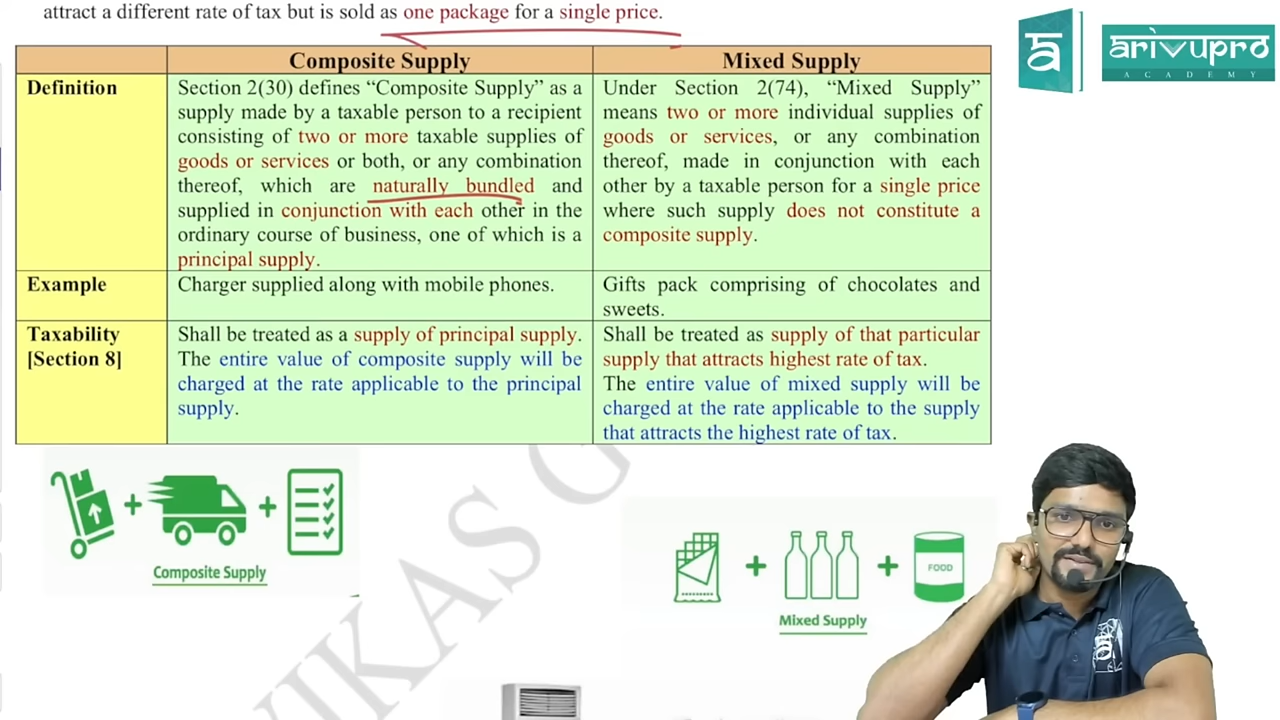 attract a different rate of tax but is sold as one package for a single price.
arivupro
ACADEMY
Composite Supply
Mixed Supply
Definition
Section 2(30) defines “Composite Supply” as a
supply made by a taxable person to a recipient
consisting of two or more taxable supplies of
goods or services or both, or any combination
thereof, which are naturally bundled and
supplied in conjunction with each other in the
ordinary course of business, one of which is a
principal supply.
Under Section 2(74), “Mixed Supply”
means two or more individual supplies of
goods or services, or any combination
thereof, made in conjunction with each
other by a taxable person for a single price
where such supply does not constitute a
composite supply.
Example
Charger supplied along with mobile phones.
Gifts pack comprising of chocolates and
sweets.
Taxability
[Section 8]
Shall be treated as a supply of principal supply.
The entire value of composite supply will be
charged at the rate applicable to the principal
supply.
Shall be treated as supply of that particular
supply that attracts highest rate of tax.
The entire value of mixed supply will be
charged at the rate applicable to the supply
that attracts the highest rate of tax.
Composite Supply
FOOD
Mixed Supply
VIKAS G